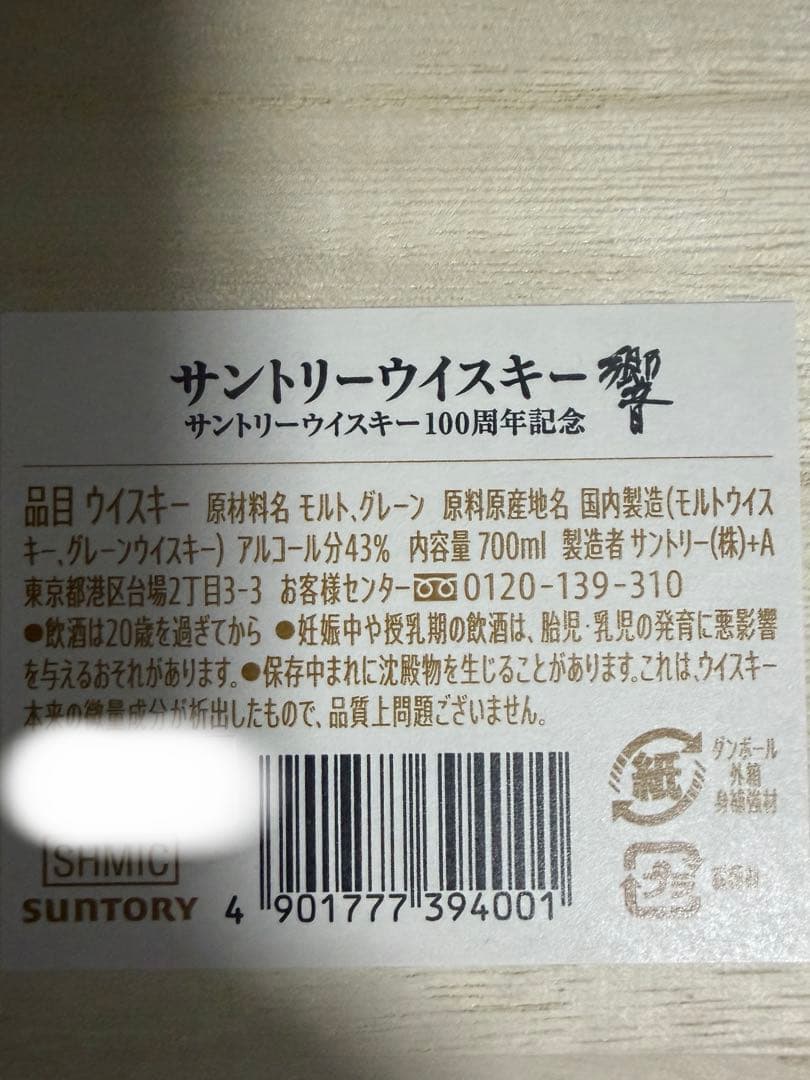 サントリーウイスキー 響
サントリーウイスキー100周年記念
品目 ウイスキー 原材料名 モルト、グレーン 原料原産地名 国内製造(モルトウイス
キー、グレーンウイスキー) アルコール分43% 内容量 700ml 製造者 サントリー(株)+A
東京都港区台場2丁目3-3 お客様センター 0120-139-310
●飲酒は20歳を過ぎてから ●妊娠中や授乳期の飲酒は、胎児・乳児の発育に悪影響
を与えるおそれがあります。●保存中まれに沈殿物を生じることがあります。これは、ウイスキー
本来の微量成分が析出したもので、品質上問題ございません。
紙
ダンボール
外箱
身補強材
SHMIC
SUNTORY
4 901777 394001